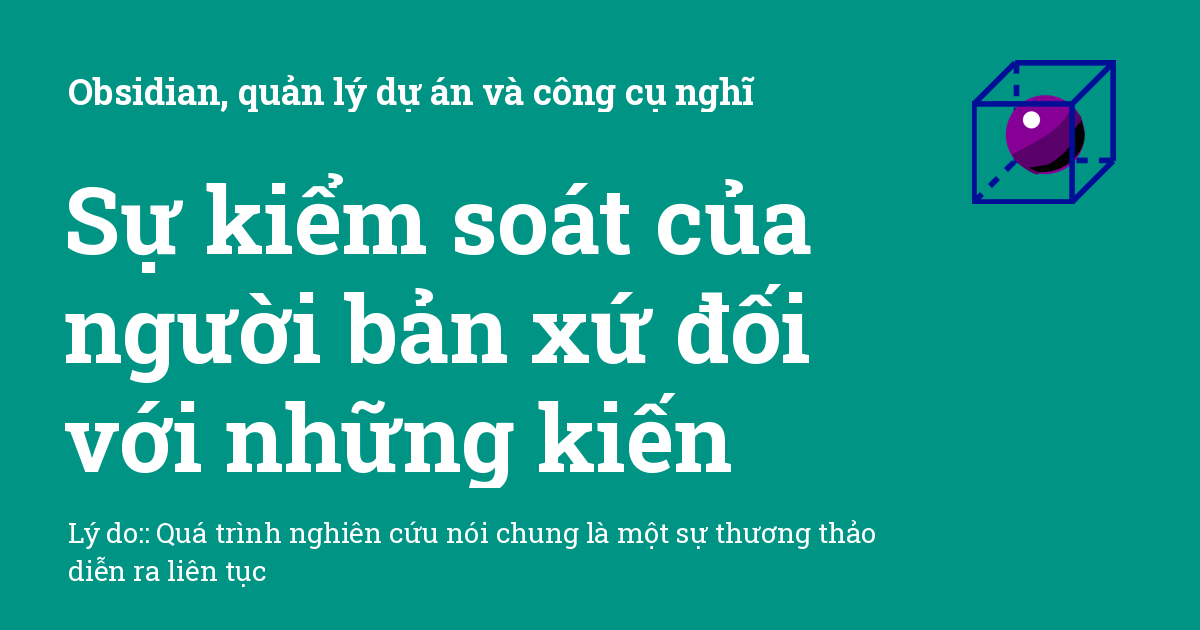 Obsidian, quản lý dự án và công cụ nghĩ
Sự kiểm soát của
người bản xứ đối
với những kiến
Lý do:: Quá trình nghiên cứu nói chung là một sự thương thảo
diễn ra liên tục